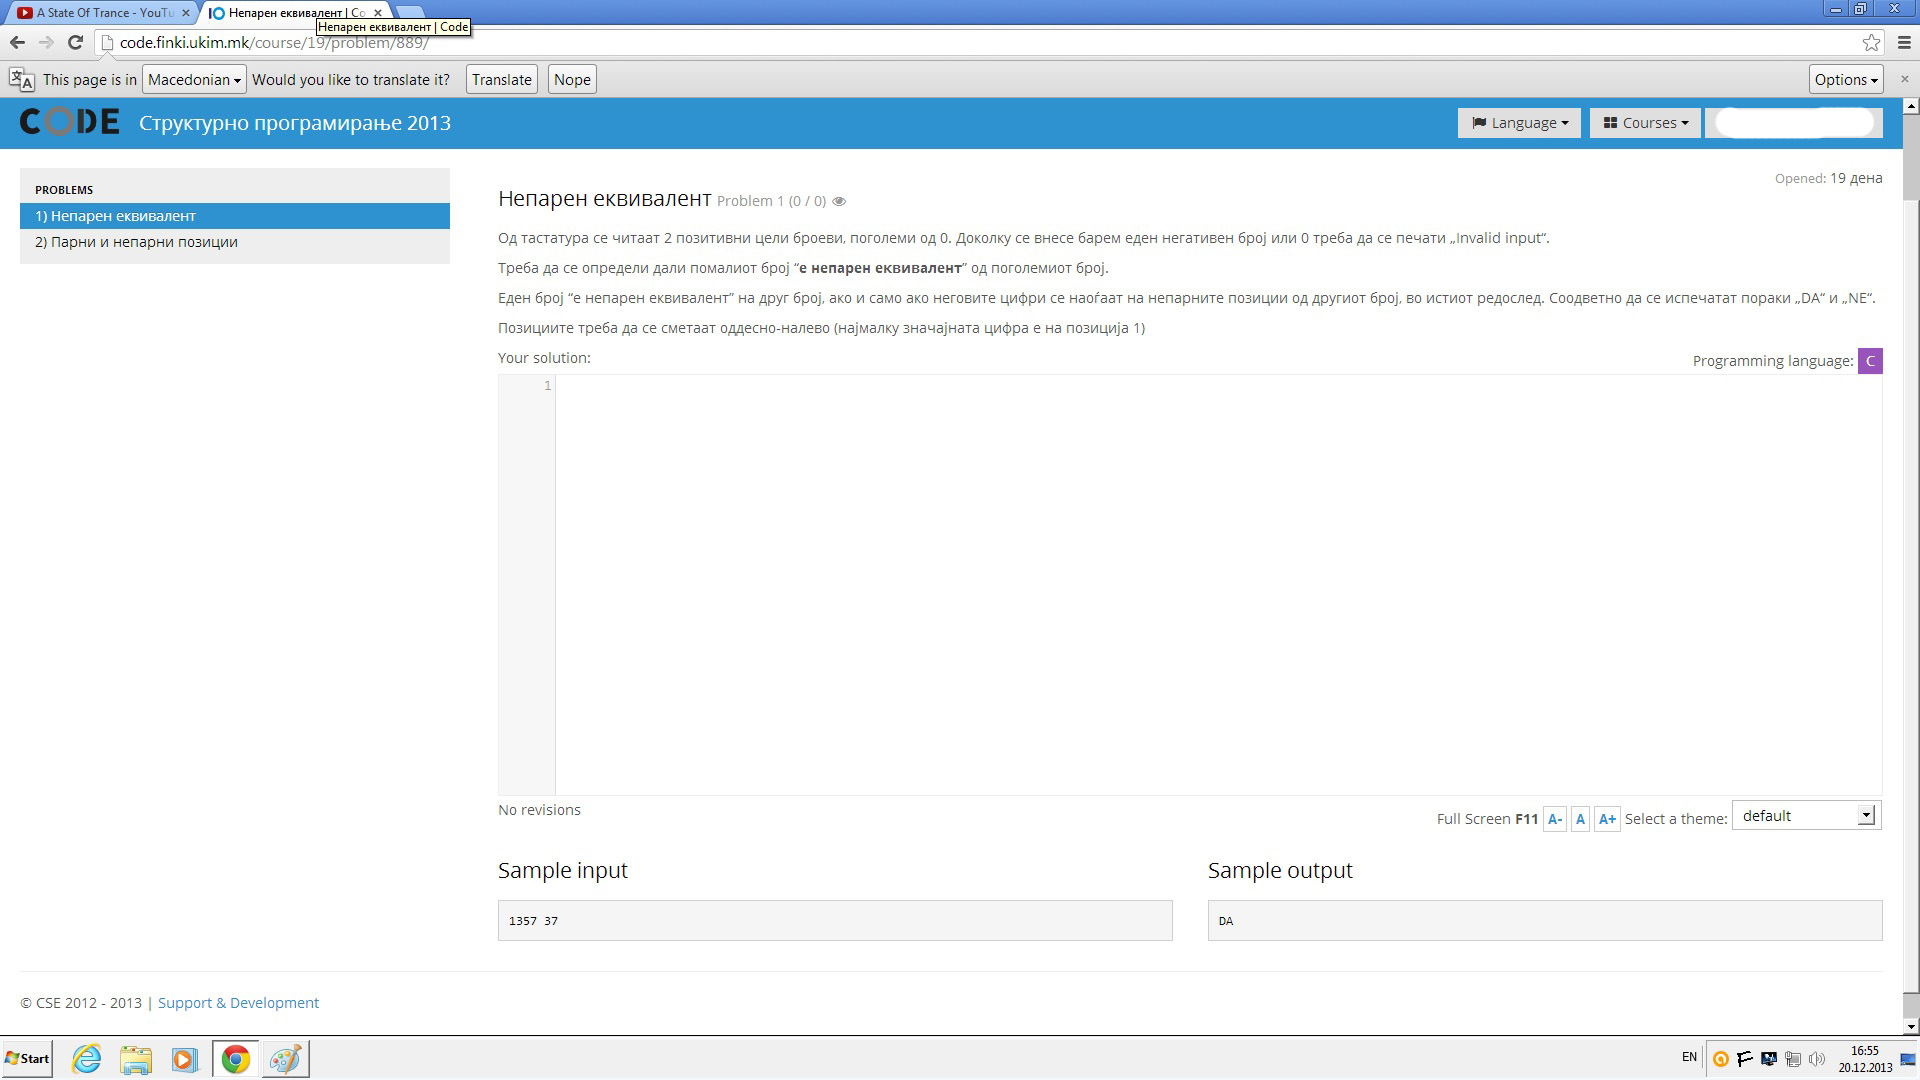 A State Of Trance - YouTu
Непарен еквивалент | Co
Непарен еквивалент | Code
code.finki.ukim.mk/course/19/problem/889/
This page is in Macedonian Would you like to translate it? Translate Nope Options
CODE Структурно програмирање 2013 Language Courses
PROBLEMS
1) Непарен еквивалент
2) Парни и непарни позиции
Opened: 19 дена
Непарен еквивалент Problem 1 (0 / 0)
Од тастатура се читаат 2 позитивни цели броеви, поголеми од 0. Доколку се внесе барем еден негативен број или 0 треба да се печати „Invalid input“.
Треба да се определи дали помалиот број “е непарен еквивалент” од поголемиот број.
Еден број “е непарен еквивалент” на друг број, ако и само ако неговите цифри се наоѓаат на непарните позиции од другиот број, во истиот редослед. Соодветно да се испечатат пораки „DA“ и „NE“.
Позициите треба да се сметаат оддесно-налево (најмалку значајната цифра е на позиција 1)
Your solution:
Programming language: C
1
No revisions
Full Screen F11 A- A A+ Select a theme: default
Sample input
1357 37
Sample output
DA
© CSE 2012 - 2013 | Support & Development
Start
EN
16:55
20.12.2013